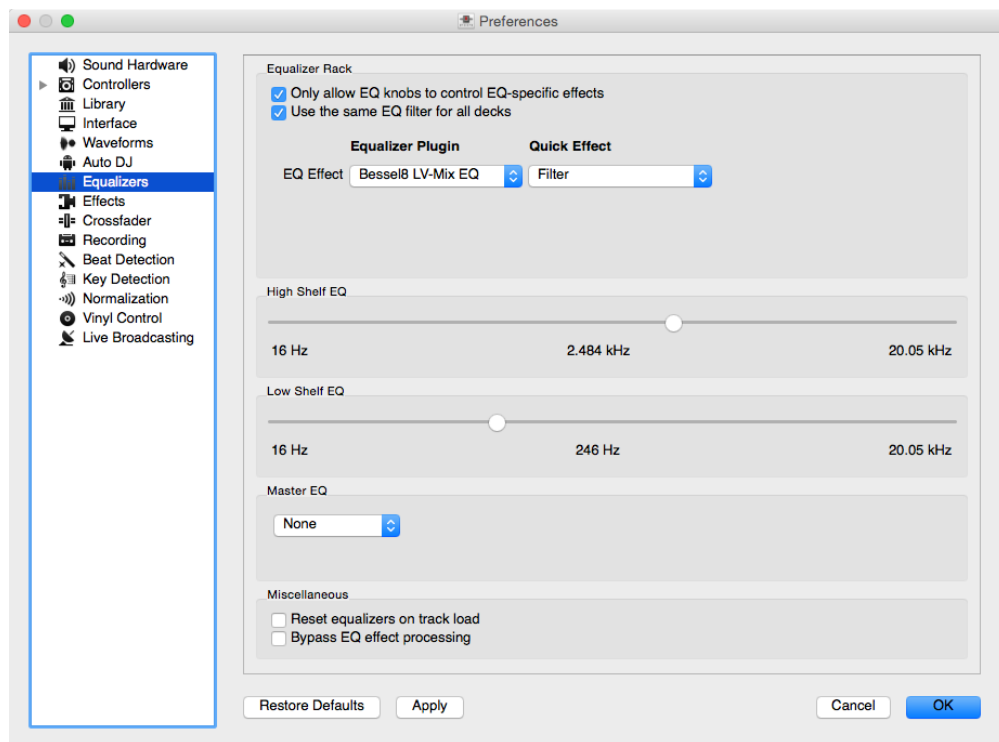 Preferences
Sound Hardware
Controllers
Library
Interface
Waveforms
Auto DJ
Equalizers
Effects
Crossfader
Recording
Beat Detection
Key Detection
Normalization
Vinyl Control
Live Broadcasting
Equalizer Rack
Only allow EQ knobs to control EQ-specific effects
Use the same EQ filter for all decks
Equalizer Plugin Quick Effect
EQ Effect Bessel8 LV-Mix EQ Filter
High Shelf EQ
16 Hz 2.484 kHz 20.05 kHz
Low Shelf EQ
16 Hz 246 Hz 20.05 kHz
Master EQ
None
Miscellaneous
Reset equalizers on track load
Bypass EQ effect processing
Restore Defaults Apply Cancel OK